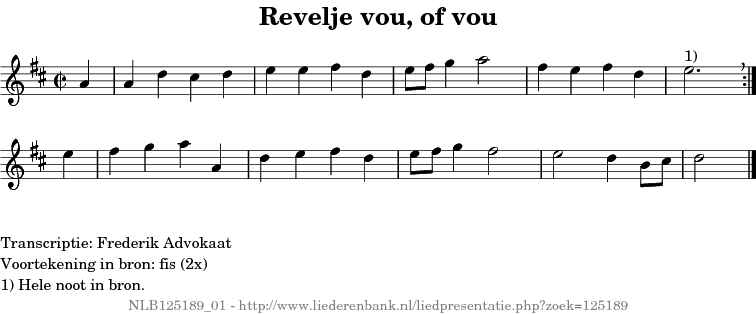 Revelje vou, of vou
1)
Transcriptie: Frederik Advokaat
Voortekening in bron: fis (2x)
1) Hele noot in bron.
NLB125189_01 - http://www.liederenbank.nl/liedpresentatie.php?zoek=125189